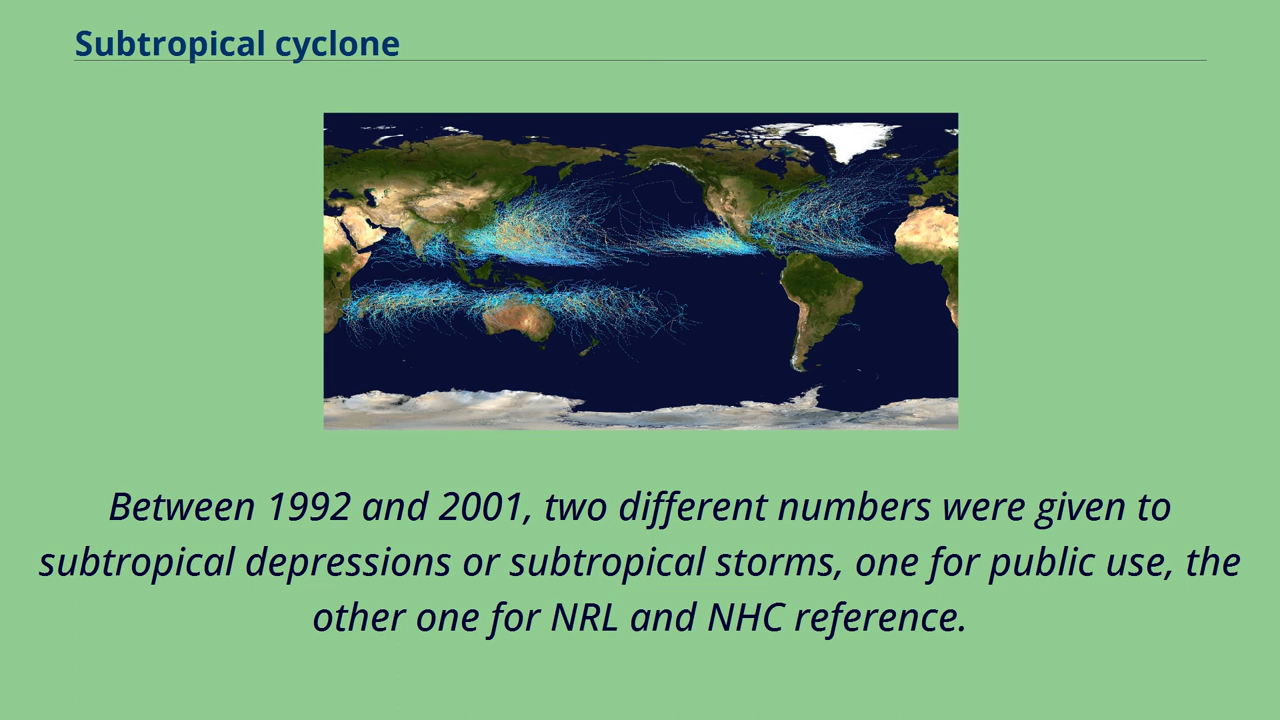 Subtropical cyclone
Between 1992 and 2001, two different numbers were given to
subtropical depressions or subtropical storms, one for public use, the
other one for NRL and NHC reference.